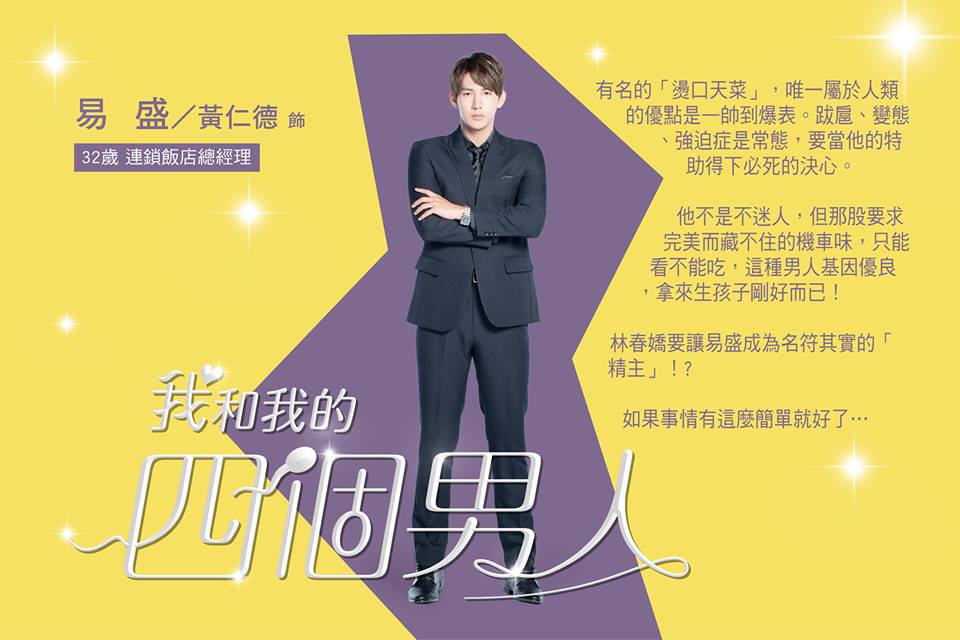 易 盛／黃仁德 飾
32歲 連鎖飯店總經理
有名的「燙口天菜」，唯一屬於人類
的優點是—帥到爆表。跋扈、變態
、強迫症是常態，要當他的特
助得下必死的決心。
他不是不迷人，但那股要求
完美而藏不住的機車味，只能
看不能吃，這種男人基因優良
，拿來生孩子剛好而已！
林春嬌要讓易盛成為名符其實的「
精主」！?
如果事情有這麼簡單就好了⋯
我和我的
四個男人